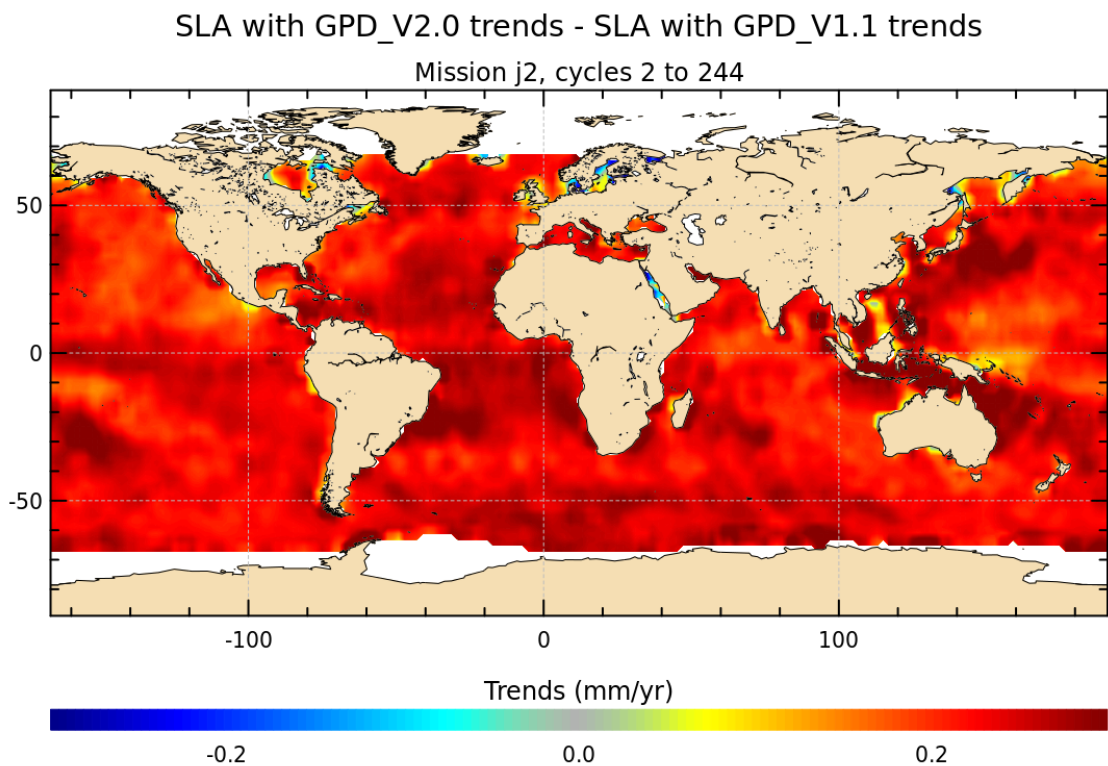 SLA with GPD_V2.0 trends - SLA with GPD_V1.1 trends
Mission j2, cycles 2 to 244
50
0
-50
-100 0 100
Trends (mm/yr)
-0.2 0.0 0.2